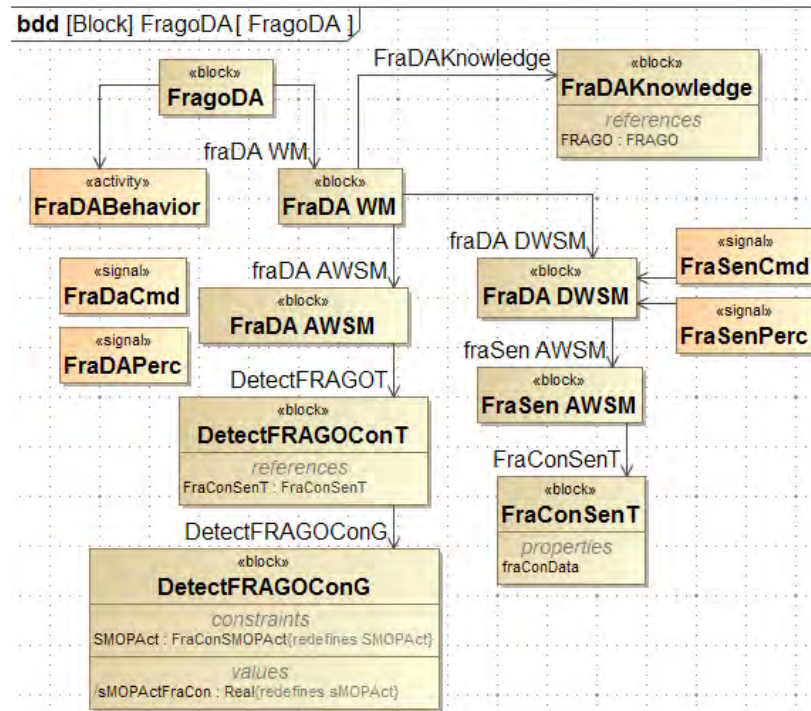 bdd [Block] FragoDA[ FragoDA ]
«block»
FragoDA
FraDAKnowledge
«block»
FraDAKnowledge
references
FRAGO : FRAGO
fraDA WM
«activity»
FraDABehavior
«block»
FraDA WM
fraDA DWSM
«signal»
FraSenCmd
«signal»
FraDaCmd
fraDA AWSM
«block»
FraDA AWSM
«block»
FraDA DWSM
«signal»
FraSenPerc
«signal»
FraDAPerc
fraSen AWSM
«block»
FraSen AWSM
DetectFRAGOT
«block»
DetectFRAGOConT
references
FraConSenT : FraConSenT
FraConSenT
«block»
FraConSenT
properties
fraConData
DetectFRAGOConG
«block»
DetectFRAGOConG
constraints
SMOPAct : FraConSMOPAct{redefines SMOPAct}
values
/sMOPActFraCon : Real{redefines sMOPAct}